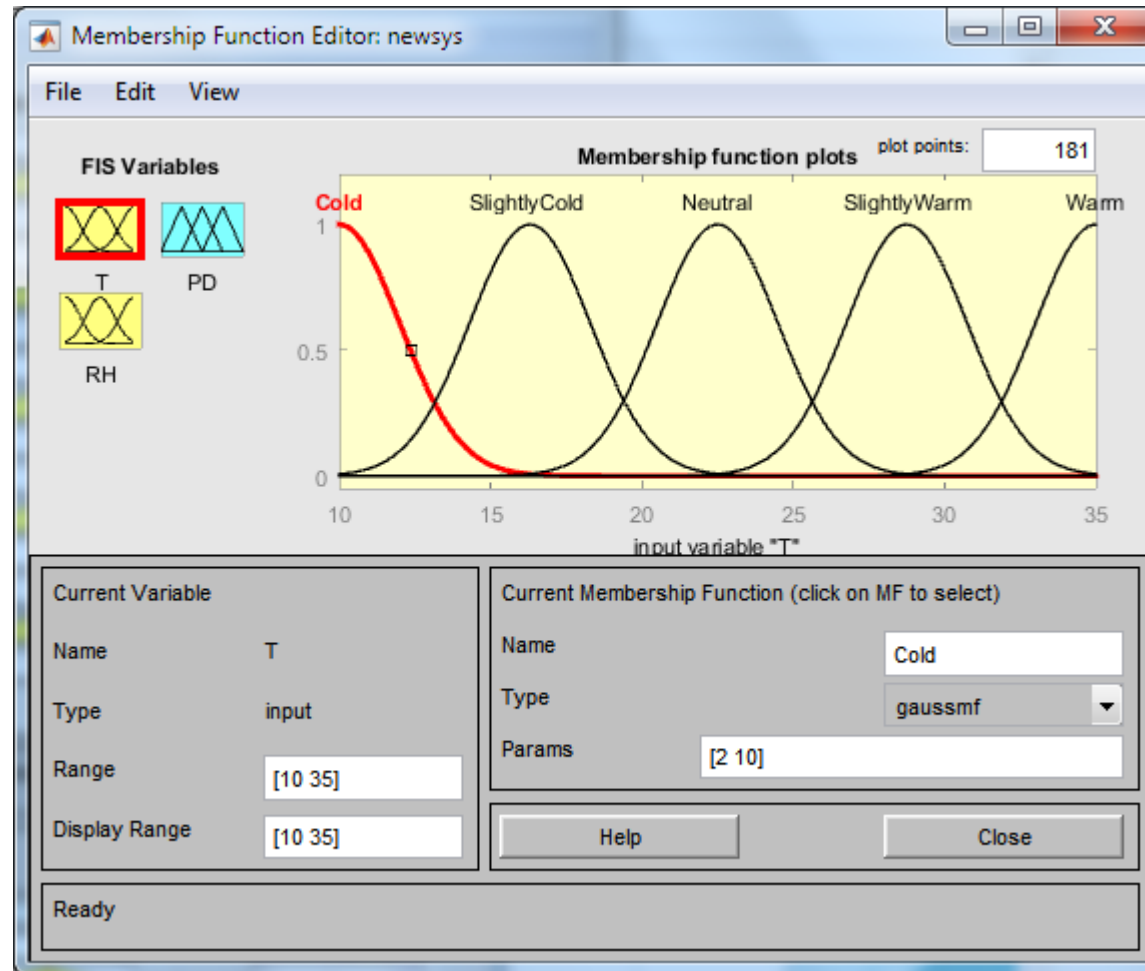 Membership Function Editor: newsys
File Edit View
FIS Variables
T
PD
RH
Membership function plots
plot points:
181
Cold SlightlyCold Neutral SlightlyWarm Warm
1
0.5
0
10 15 20 25 30 35
input variable "T"
Current Variable
Name T
Type input
Range [10 35]
Display Range [10 35]
Current Membership Function (click on MF to select)
Name Cold
Type gaussmf
Params [2 10]
Help Close
Ready